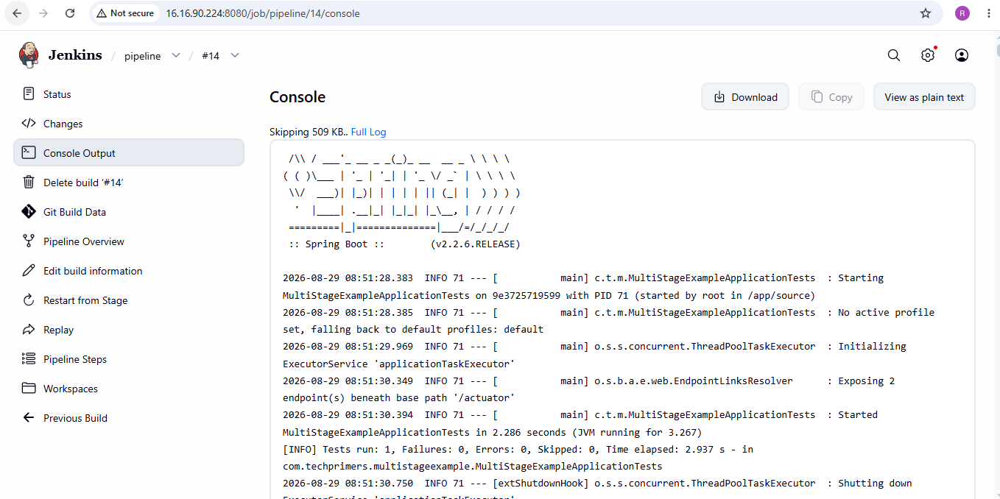 Not secure 16.16.90.224:8080/job/pipeline/14/console R
Jenkins / pipeline / #14
Status
Changes
Console Output
Delete build ‘#14’
Git Build Data
Pipeline Overview
Edit build information
Restart from Stage
Replay
Pipeline Steps
Workspaces
Previous Build
Console
Download
Copy
View as plain text
Skipping 509 KB.. Full Log
 /\\ / ___'_ __ _ _(_)_ __  __ _ \ \ \ \
( ( )\___ | '_ | '_| | '_ \/ _` | \ \ \ \
 \\/  ___)| |_)| | | | | || (_| |  ) ) ) )
  '  |____| .__|_| |_|_| |_\__, | / / / /
 =========|_|==============|___/=/_/_/_/
 :: Spring Boot ::        (v2.2.6.RELEASE)
2026-08-29 08:51:28.383  INFO 71 --- [           main] c.t.m.MultiStageExampleApplicationTests  : Starting
MultiStageExampleApplicationTests on 9e3725719599 with PID 71 (started by root in /app/source)
2026-08-29 08:51:28.385  INFO 71 --- [           main] c.t.m.MultiStageExampleApplicationTests  : No active profile
set, falling back to default profiles: default
2026-08-29 08:51:29.969  INFO 71 --- [           main] o.s.s.concurrent.ThreadPoolTaskExecutor  : Initializing
ExecutorService 'applicationTaskExecutor'
2026-08-29 08:51:30.349  INFO 71 --- [           main] o.s.b.a.e.web.EndpointLinksResolver      : Exposing 2
endpoint(s) beneath base path '/actuator'
2026-08-29 08:51:30.394  INFO 71 --- [           main] c.t.m.MultiStageExampleApplicationTests  : Started
MultiStageExampleApplicationTests in 2.286 seconds (JVM running for 3.267)
[INFO] Tests run: 1, Failures: 0, Errors: 0, Skipped: 0, Time elapsed: 2.937 s - in
com.techprimers.multistageexample.MultiStageExampleApplicationTests
2026-08-29 08:51:30.750  INFO 71 --- [extShutdownHook] o.s.s.concurrent.ThreadPoolTaskExecutor  : Shutting down